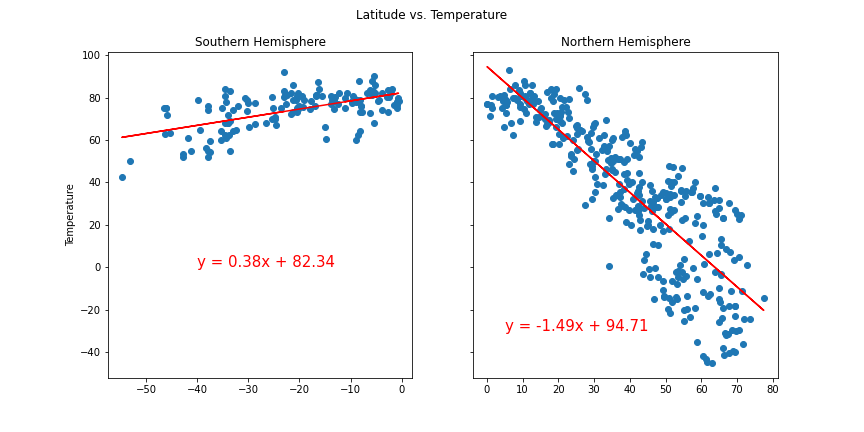 Latitude vs. Temperature
Southern Hemisphere
Northern Hemisphere
Temperature
100
80
60
40
20
0
−20
−40
y = 0.38x + 82.34
y = -1.49x + 94.71
−50 −40 −30 −20 −10 0
0 10 20 30 40 50 60 70 80